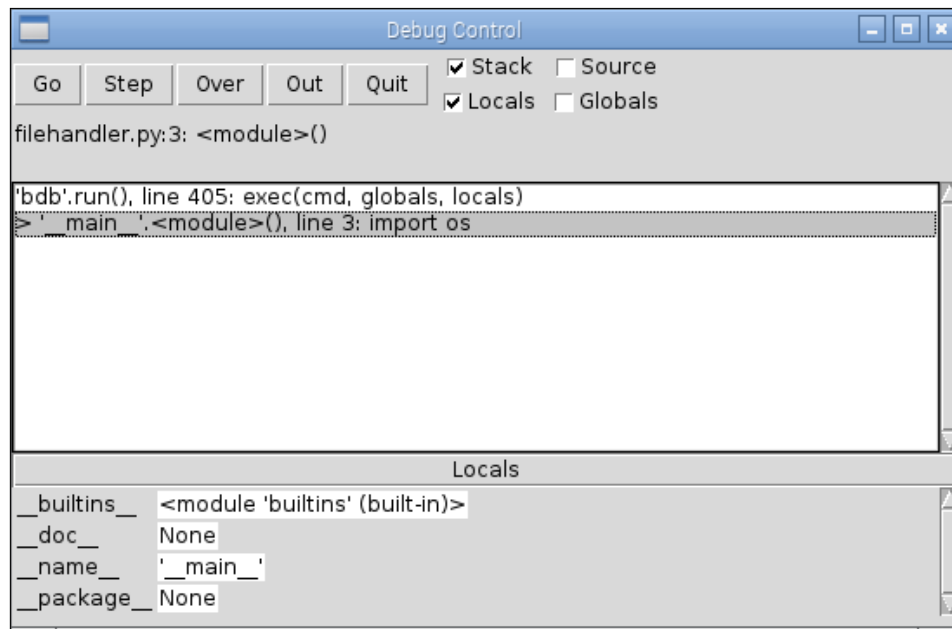 Debug Control
Go Step Over Out Quit Stack Source
Locals Globals
filehandler.py:3: <module>()
'bdb'.run(), line 405: exec(cmd, globals, locals)
> '__main__'.<module>(), line 3: import os
Locals
__builtins__ <module 'builtins' (built-in)>
__doc__ None
__name__ '__main__'
__package__ None